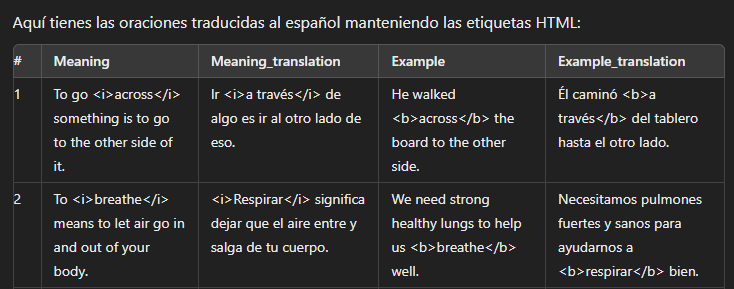 Aquí tienes las oraciones traducidas al español manteniendo las etiquetas HTML:
# Meaning Meaning_translation Example Example_translation
1
To go <i>across</i>
something is to go
to the other side of
it.
Ir <i>a través</i> de
algo es ir al otro lado de
eso.
He walked
<b>across</b> the
board to the other
side.
Él caminó <b>a
través</b> del tablero
hasta el otro lado.
2
To <i>breathe</i>
means to let air go in
and out of your
body.
<i>Respirar</i> significa
dejar que el aire entre y
salga de tu cuerpo.
We need strong
healthy lungs to help
us <b>breathe</b>
well.
Necesitamos pulmones
fuertes y sanos para
ayudarnos a
<b>respirar</b> bien.